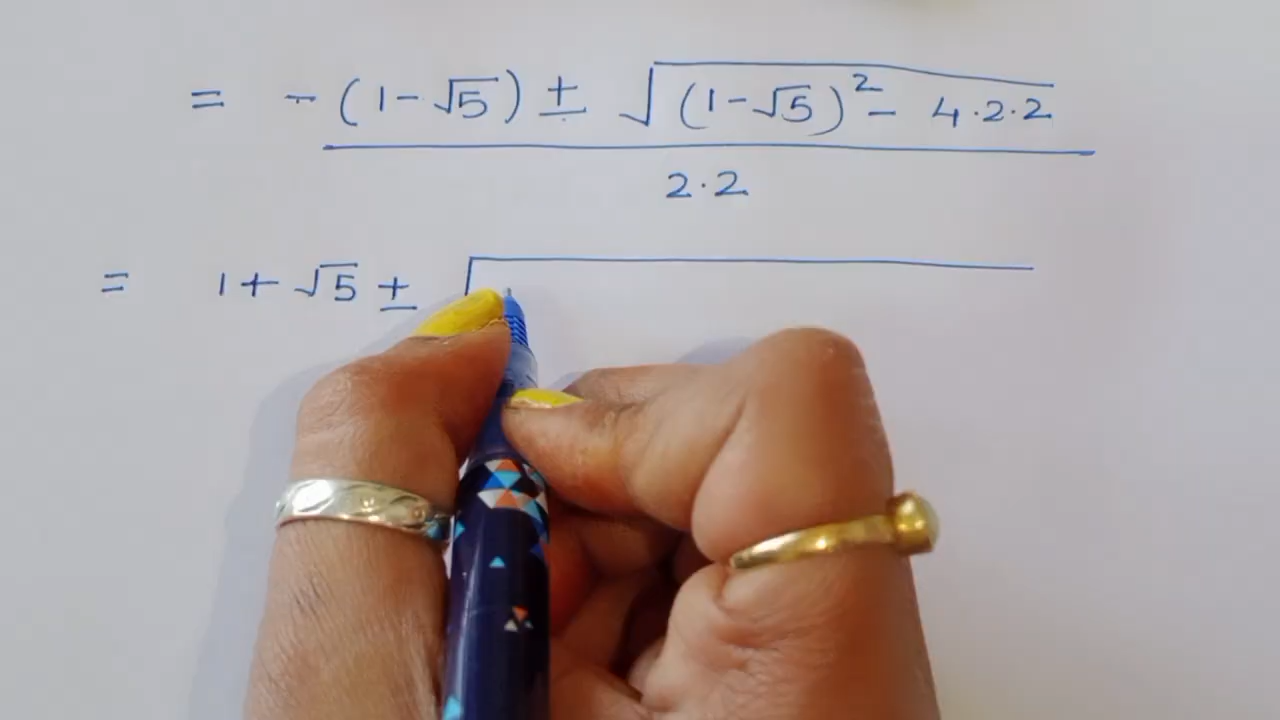 = - (1 - √5) ± √(1 - √5)² - 4·2·2
2·2
= 1 + √5 ± √